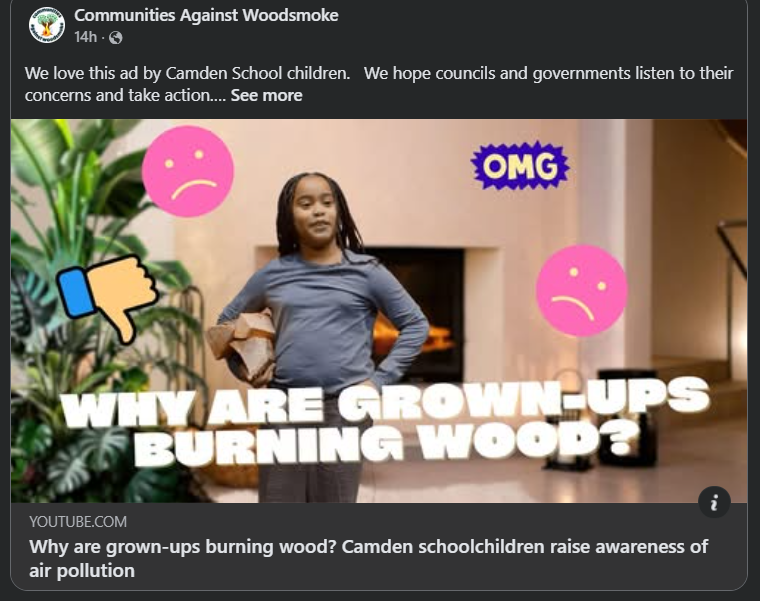 Communities Against Woodsmoke
14h ·
We love this ad by Camden School children. We hope councils and governments listen to their
concerns and take action.... See more
OMG
WHY ARE GROWN-UPS
BURNING WOOD?
YOUTUBE.COM
Why are grown-ups burning wood? Camden schoolchildren raise awareness of
air pollution